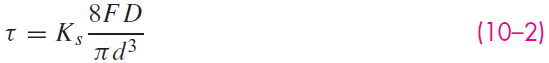 τ = K_s 8FD / πd³ (10–2)